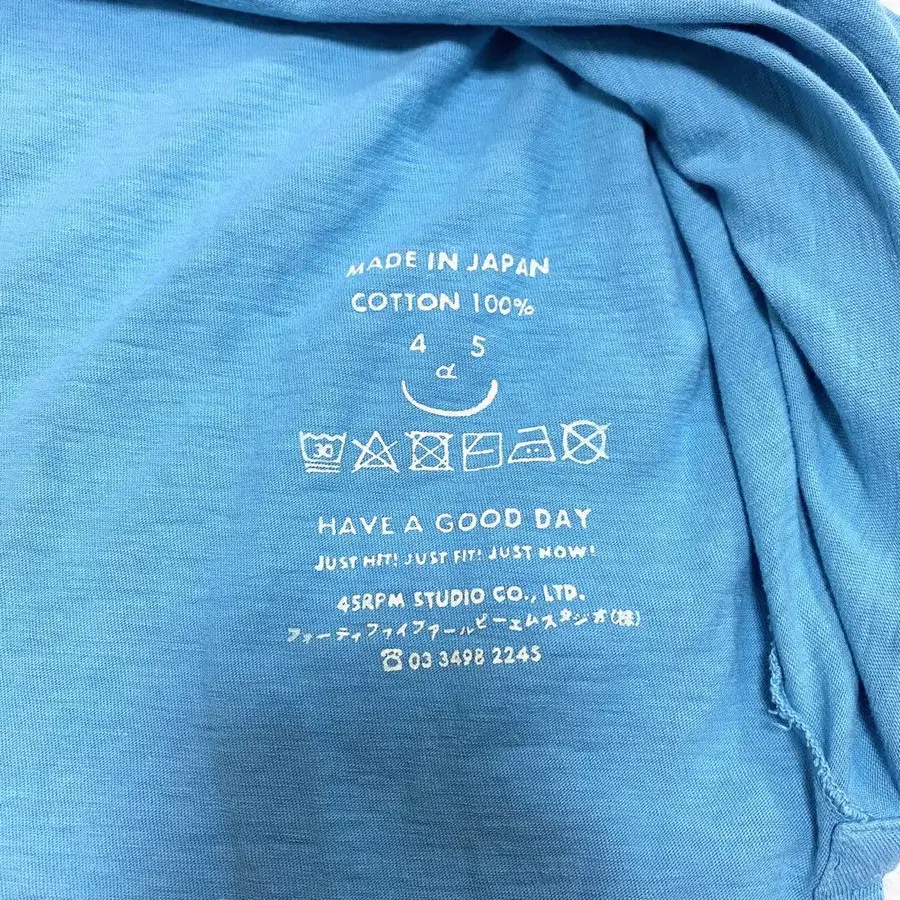 MADE IN JAPAN
COTTON 100%
4 5
α
30
HAVE A GOOD DAY
JUST HIT! JUST FIT! JUST NOW!
45RPM STUDIO CO., LTD.
フォーティファイブアールピーエムスタジオ(株)
☎ 03 3498 2245